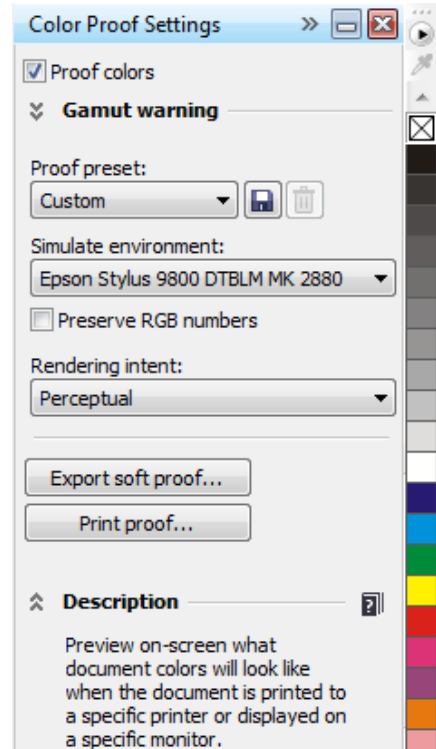 Color Proof Settings
Proof colors
Gamut warning
Proof preset:
Custom
Simulate environment:
Epson Stylus 9800 DTBLM MK 2880
Preserve RGB numbers
Rendering intent:
Perceptual
Export soft proof...
Print proof...
Description
Preview on-screen what
document colors will look like
when the document is printed to
a specific printer or displayed on
a specific monitor.